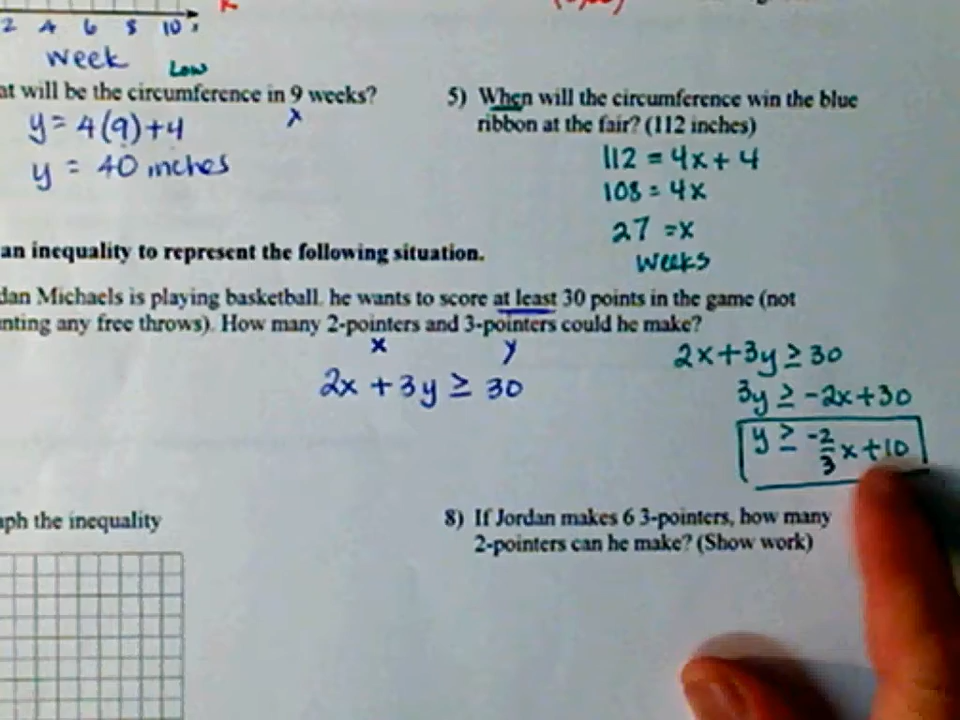 2 4 6 8 10
week
Low
at will be the circumference in 9 weeks?
x
y = 4(9)+4
y = 40 inches
5) When will the circumference win the blue
ribbon at the fair? (112 inches)
112 = 4x + 4
108 = 4x
27 = x
weeks
an inequality to represent the following situation.
dan Michaels is playing basketball, he wants to score at least 30 points in the game (not
nting any free throws). How many 2-pointers and 3-pointers could he make?
x y
2x + 3y ≥ 30
2x+3y ≥ 30
3y ≥ -2x+30
y ≥ -2/3 x+10
aph the inequality
8) If Jordan makes 6 3-pointers, how many
2-pointers can he make? (Show work)